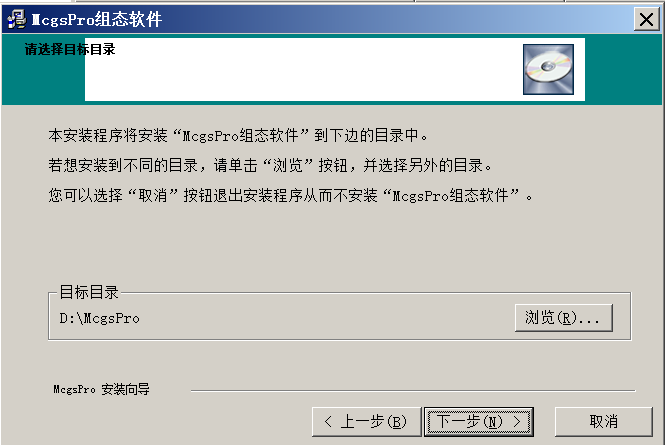 McgsPro组态软件
请选择目标目录
本安装程序将安装“McgsPro组态软件”到下边的目录中。
若想安装到不同的目录，请单击“浏览”按钮，并选择另外的目录。
您可以选择“取消”按钮退出安装程序从而不安装“McgsPro组态软件”。
目标目录
D:\McgsPro
浏览(R)...
McgsPro 安装向导
< 上一步(B)
下一步(N) >
取消